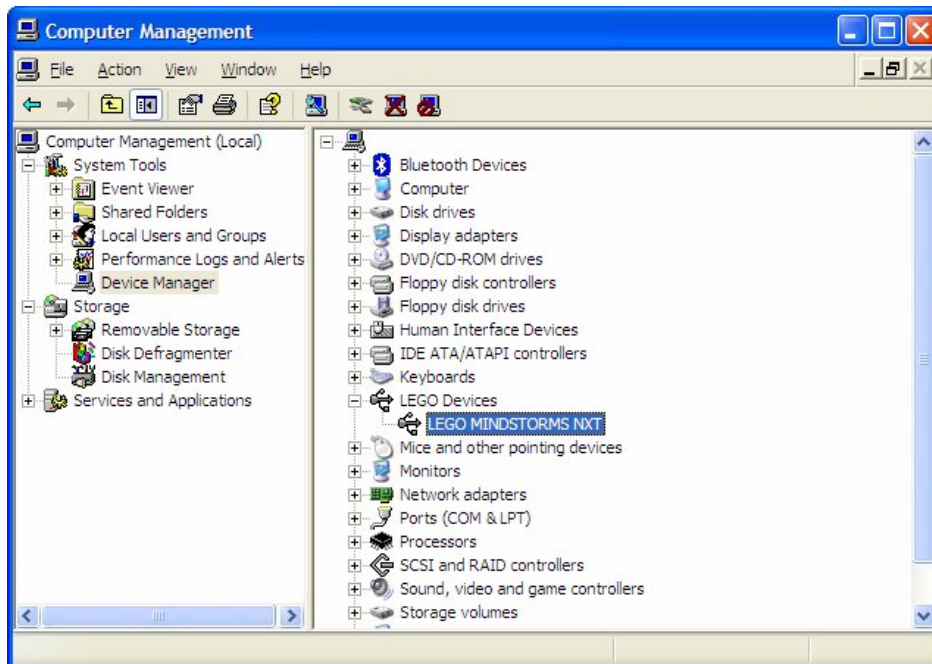 Computer Management
File Action View Window Help
Computer Management (Local)
System Tools
Event Viewer
Shared Folders
Local Users and Groups
Performance Logs and Alerts
Device Manager
Storage
Removable Storage
Disk Defragmenter
Disk Management
Services and Applications
Bluetooth Devices
Computer
Disk drives
Display adapters
DVD/CD-ROM drives
Floppy disk controllers
Floppy disk drives
Human Interface Devices
IDE ATA/ATAPI controllers
Keyboards
LEGO Devices
LEGO MINDSTORMS NXT
Mice and other pointing devices
Monitors
Network adapters
Ports (COM & LPT)
Processors
SCSI and RAID controllers
Sound, video and game controllers
Storage volumes